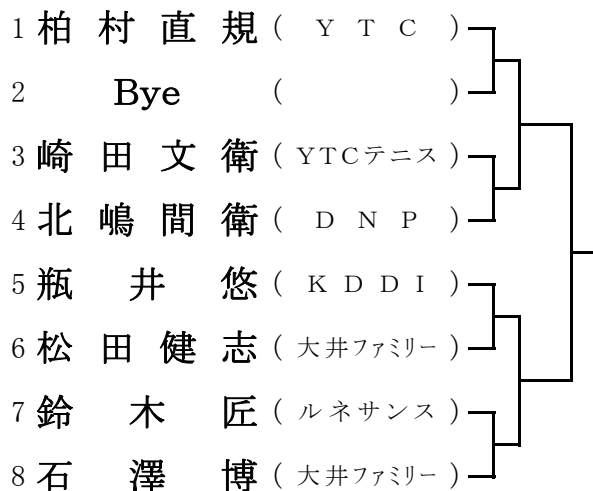 1 柏村直規 ( YTC )
2 Bye ( )
3 崎田文衛 ( YTCテニス )
4 北嶋間衛 ( DNP )
5 瓶井悠 ( KDDI )
6 松田健志 ( 大井ファミリー )
7 鈴木匠 ( ルネサンス )
8 石澤博 ( 大井ファミリー )